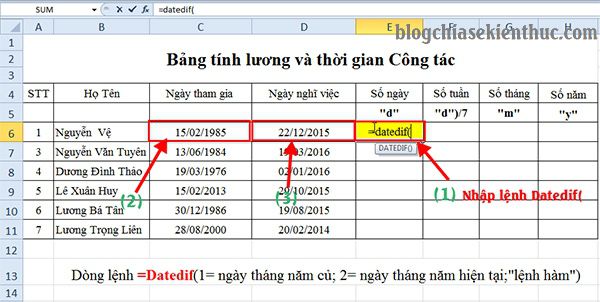 SUM fx =datedif(
blogchiasekienthuc.com
A B C D E F G H
1
2 Bảng tính lương và thời gian Công tác
3
4 STT Họ Tên Ngày tham gia Ngày nghĩ việc Số ngày Số tuần Số tháng Số năm
5 "d" "d")/7 "m" "y"
6 1 Nguyễn Vệ 15/02/1985 22/12/2015 =datedif(
7 3 Nguyễn Văn Tuyên 13/06/1984 /03/2016 DATEDIF()
8 4 Dương Đình Thảo 19/03/1976 02/01/2016
9 5 Lê Xuân Huy 15/02/2013 29/10/2015
10 6 Lương Bá Tân 30/12/1986 19/08/2015
11 7 Lương Trọng Liên 28/08/2000 20/02/2014
(2) (3) (1) Nhập lệnh Datedif(
12
13 Dòng lệnh =Datedif(1= ngày tháng năm củ; 2= ngày tháng năm hiện tại;"lệnh hàm")
14